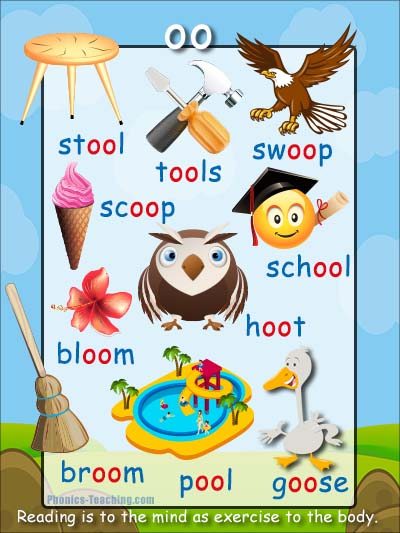 oo
stool
tools
swoop
scoop
school
hoot
bloom
broom
pool
goose
Phonics-Teaching.com
Reading is to the mind as exercise to the body.